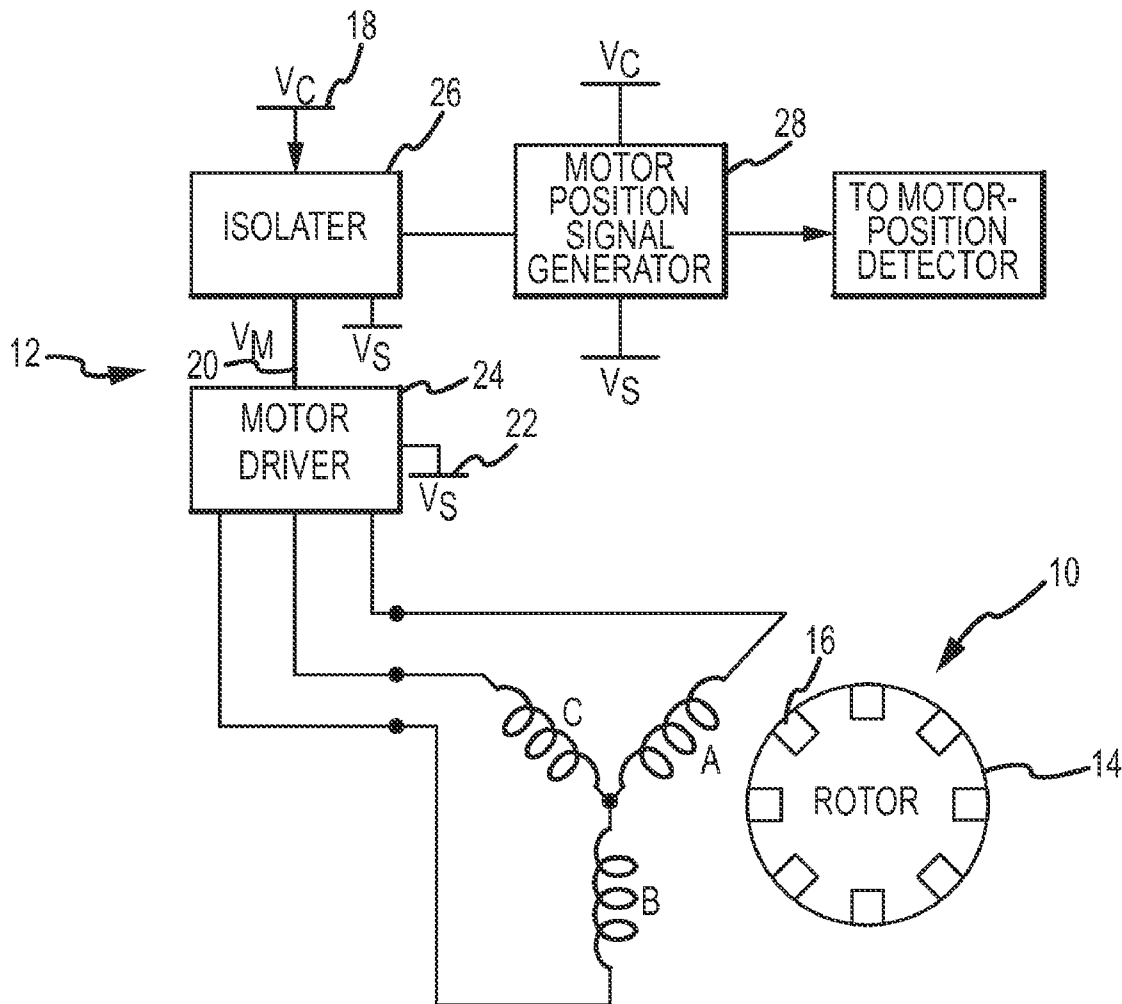 18
VC
VC
26
28
ISOLATER
MOTOR
POSITION
SIGNAL
GENERATOR
TO MOTOR-
POSITION
DETECTOR
VM
VS
12
20
VS
24
MOTOR
DRIVER
22
VS
10
16
C
A
14
ROTOR
B